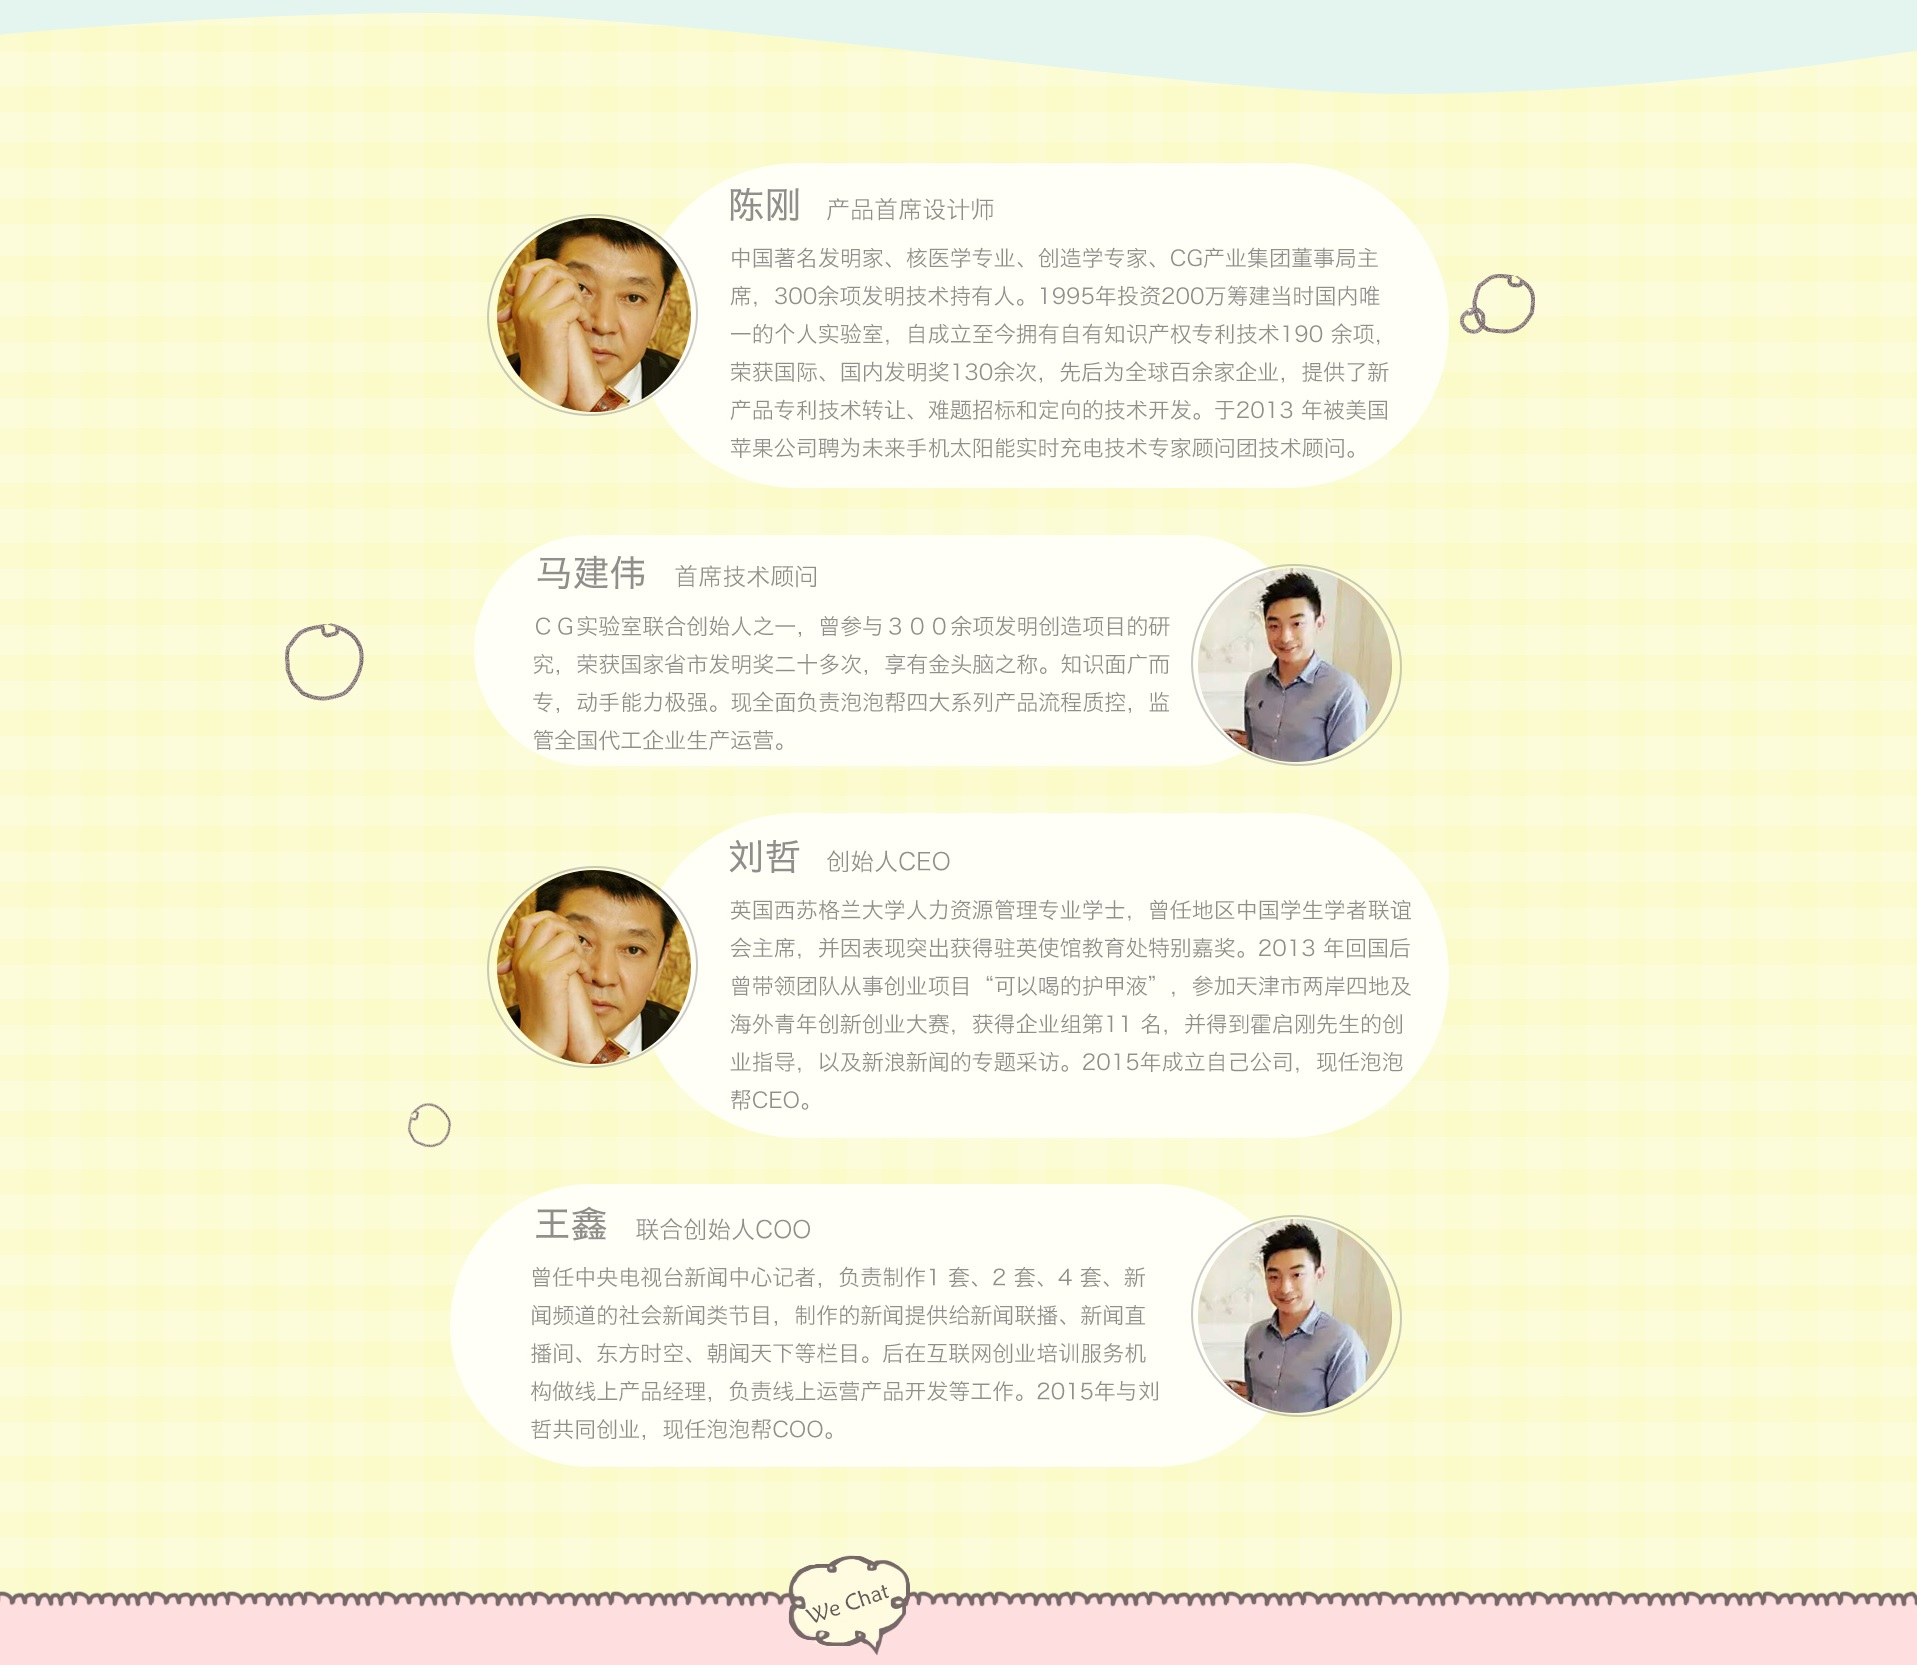 陈刚 产品首席设计师
中国著名发明家、核医学专业、创造学专家、CG产业集团董事局主
席，300余项发明技术持有人。1995年投资200万筹建当时国内唯
一的个人实验室，自成立至今拥有自有知识产权专利技术190 余项，
荣获国际、国内发明奖130余次，先后为全球百余家企业，提供了新
产品专利技术转让、难题招标和定向的技术开发。于2013 年被美国
苹果公司聘为未来手机太阳能实时充电技术专家顾问团技术顾问。
马建伟 首席技术顾问
ＣＧ实验室联合创始人之一，曾参与３００余项发明创造项目的研
究，荣获国家省市发明奖二十多次，享有金头脑之称。知识面广而
专，动手能力极强。现全面负责泡泡帮四大系列产品流程质控，监
管全国代工企业生产运营。
刘哲 创始人CEO
英国西苏格兰大学人力资源管理专业学士，曾任地区中国学生学者联谊
会主席，并因表现突出获得驻英使馆教育处特别嘉奖。2013 年回国后
曾带领团队从事创业项目“可以喝的护甲液”，参加天津市两岸四地及
海外青年创新创业大赛，获得企业组第11 名，并得到霍启刚先生的创
业指导，以及新浪新闻的专题采访。2015年成立自己公司，现任泡泡
帮CEO。
王鑫 联合创始人COO
曾任中央电视台新闻中心记者，负责制作1 套、2 套、4 套、新
闻频道的社会新闻类节目，制作的新闻提供给新闻联播、新闻直
播间、东方时空、朝闻天下等栏目。后在互联网创业培训服务机
构做线上产品经理，负责线上运营产品开发等工作。2015年与刘
哲共同创业，现任泡泡帮COO。
We Chat